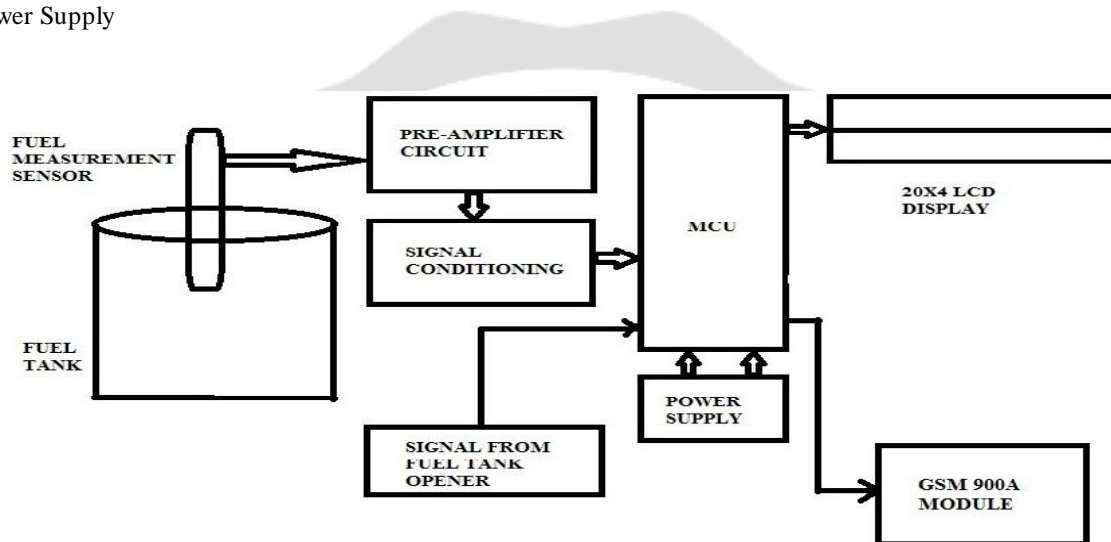 wer Supply
FUEL
MEASUREMENT
SENSOR
PRE-AMPLIFIER
CIRCUIT
SIGNAL
CONDITIONING
MCU
20X4 LCD
DISPLAY
FUEL
TANK
POWER
SUPPLY
SIGNAL FROM
FUEL TANK
OPENER
GSM 900A
MODULE